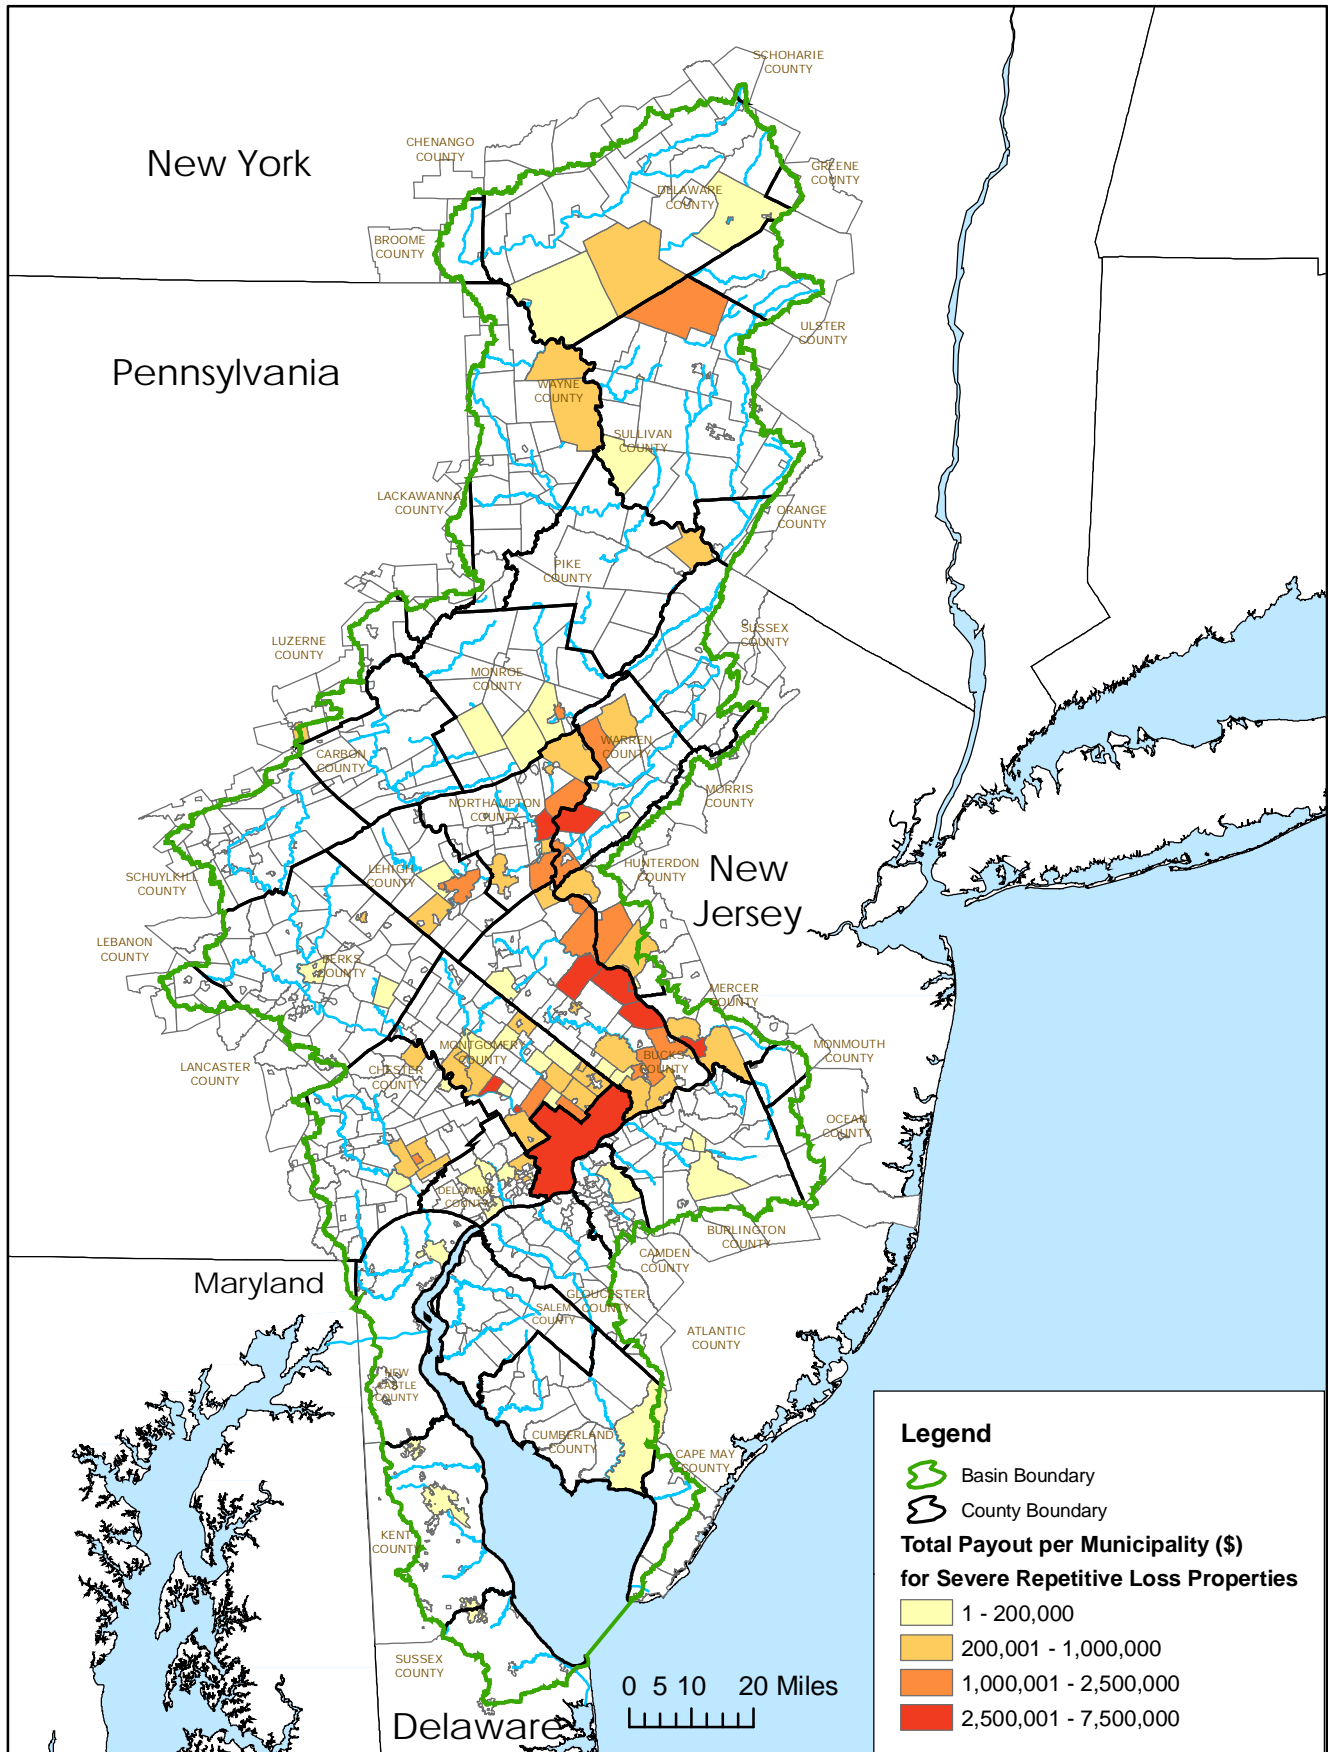 SCHOHARIE
COUNTY
CHENANGO
COUNTY
New York
GREENE
COUNTY
DELAWARE
COUNTY
BROOME
COUNTY
ULSTER
COUNTY
Pennsylvania
WAYNE
COUNTY
SULLIVAN
COUNTY
LACKAWANNA
COUNTY
ORANGE
COUNTY
PIKE
COUNTY
SUSSEX
COUNTY
LUZERNE
COUNTY
MONROE
COUNTY
WARREN
COUNTY
CARBON
COUNTY
MORRIS
COUNTY
NORTHAMPTON
COUNTY
HUNTERDON
COUNTY
New
Jersey
LEHIGH
COUNTY
SCHUYLKILL
COUNTY
LEBANON
COUNTY
BERKS
COUNTY
MERCER
COUNTY
MONMOUTH
COUNTY
MONTGOMERY
COUNTY
BUCKS
COUNTY
LANCASTER
COUNTY
CHESTER
COUNTY
OCEAN
COUNTY
DELAWARE
COUNTY
BURLINGTON
COUNTY
CAMDEN
COUNTY
Maryland
GLOUCESTER
COUNTY
SALEM
COUNTY
ATLANTIC
COUNTY
NEW
CASTLE
COUNTY
CUMBERLAND
COUNTY
CAPE MAY
COUNTY
KENT
COUNTY
SUSSEX
COUNTY
Delaware
0 5 10 20 Miles
Legend
Basin Boundary
County Boundary
Total Payout per Municipality ($)
for Severe Repetitive Loss Properties
1 - 200,000
200,001 - 1,000,000
1,000,001 - 2,500,000
2,500,001 - 7,500,000